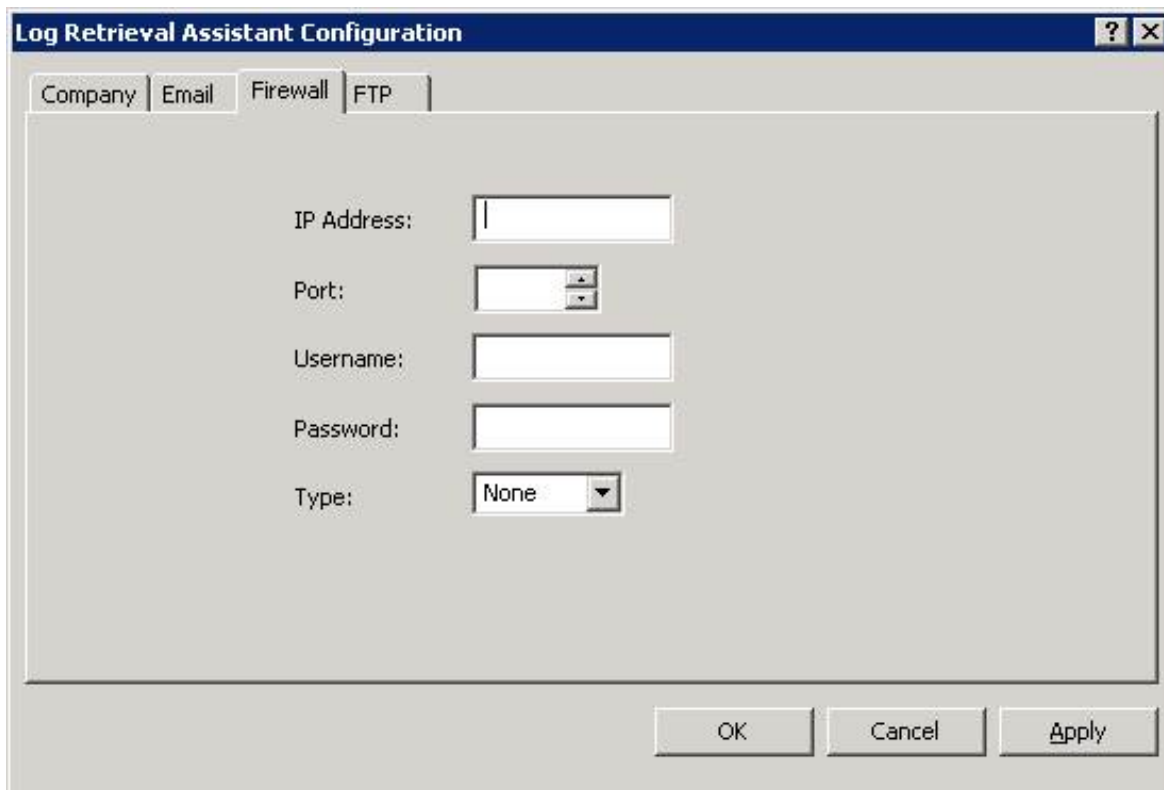 Log Retrieval Assistant Configuration
Company Email Firewall FTP
IP Address:
Port:
Username:
Password:
Type: None
OK Cancel Apply